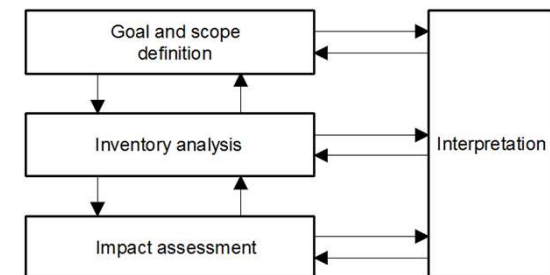 Goal and scope
definition
Inventory analysis
Interpretation
Impact assessment